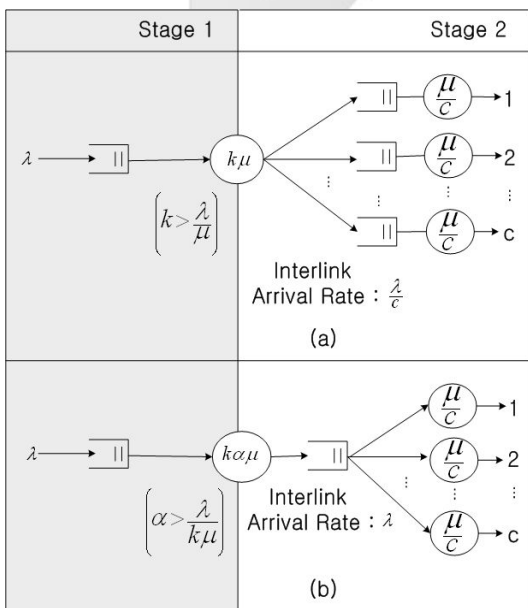 Stage 1
Stage 2
λ
||
kμ
(k > λ/μ)
||
μ/c
1
||
μ/c
2
⋮
⋮
⋮
⋮
||
μ/c
c
Interlink
Arrival Rate : λ/c
(a)
λ
||
kαμ
(α > λ/kμ)
||
μ/c
1
μ/c
2
⋮
⋮
⋮
μ/c
c
Interlink
Arrival Rate : λ
(b)